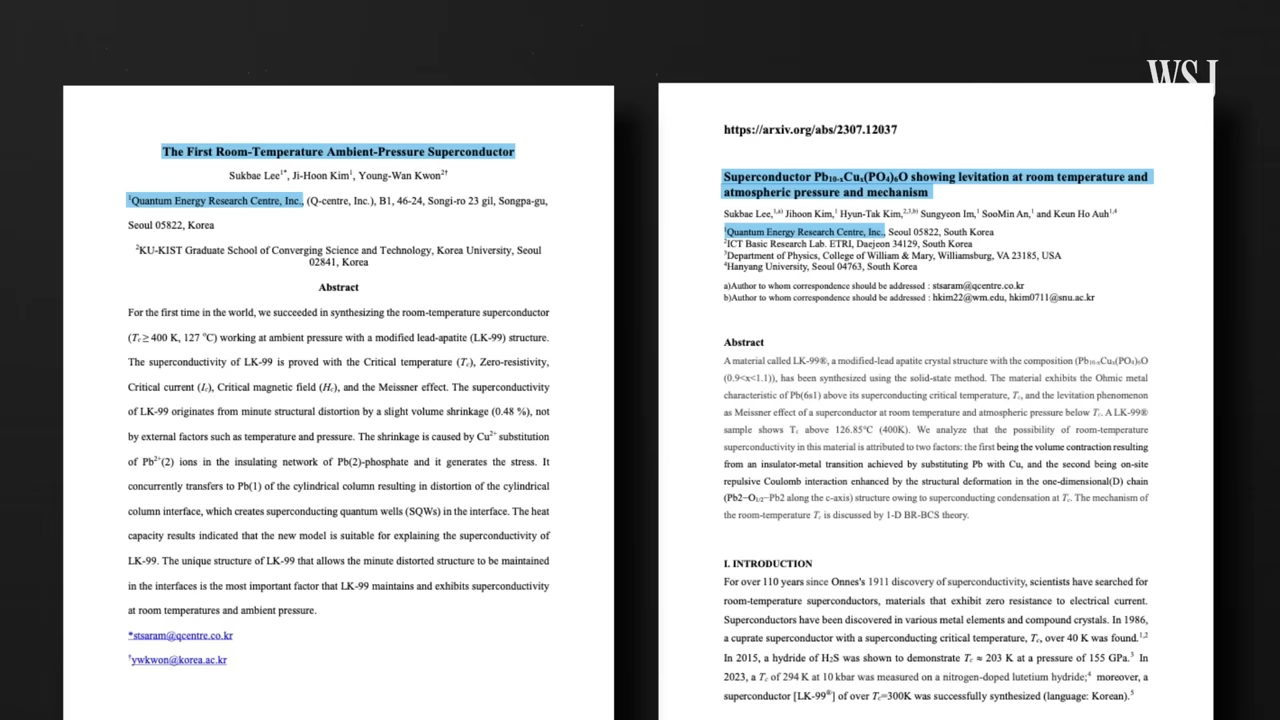 WSJ
The First Room-Temperature Ambient-Pressure Superconductor
Sukbae Lee¹*, Ji-Hoon Kim¹, Young-Wan Kwon²†
¹Quantum Energy Research Centre, Inc., (Q-centre, Inc.), B1, 46-24, Songi-ro 23 gil, Songpa-gu,
Seoul 05822, Korea
²KU-KIST Graduate School of Converging Science and Technology, Korea University, Seoul
02841, Korea
Abstract
For the first time in the world, we succeeded in synthesizing the room-temperature superconductor
(Tc≥ 400 K, 127 °C) working at ambient pressure with a modified lead-apatite (LK-99) structure.
The superconductivity of LK-99 is proved with the Critical temperature (Tc), Zero-resistivity,
Critical current (Ic), Critical magnetic field (Hc), and the Meissner effect. The superconductivity
of LK-99 originates from minute structural distortion by a slight volume shrinkage (0.48 %), not
by external factors such as temperature and pressure. The shrinkage is caused by Cu²⁺ substitution
of Pb²⁺(2) ions in the insulating network of Pb(2)-phosphate and it generates the stress. It
concurrently transfers to Pb(1) of the cylindrical column resulting in distortion of the cylindrical
column interface, which creates superconducting quantum wells (SQWs) in the interface. The heat
capacity results indicated that the new model is suitable for explaining the superconductivity of
LK-99. The unique structure of LK-99 that allows the minute distorted structure to be maintained
in the interfaces is the most important factor that LK-99 maintains and exhibits superconductivity
at room temperatures and ambient pressure.
*stsaram@qcentre.co.kr
†ywkwon@korea.ac.kr
https://arxiv.org/abs/2307.12037
Superconductor Pb₁₀₋ₓCuₓ(PO₄)₆O showing levitation at room temperature and
atmospheric pressure and mechanism
Sukbae Lee,¹,ᵃ⁾ Jihoon Kim,¹ Hyun-Tak Kim,²,³,ᵇ⁾ Sungyeon Im,¹ SooMin An,¹ and Keun Ho Auh¹,⁴
¹Quantum Energy Research Centre, Inc., Seoul 05822, South Korea
²ICT Basic Research Lab. ETRI, Daejeon 34129, South Korea
³Department of Physics, College of William & Mary, Williamsburg, VA 23185, USA
⁴Hanyang University, Seoul 04763, South Korea
a)Author to whom correspondence should be addressed : stsaram@qcentre.co.kr
b)Author to whom correspondence should be addressed : hkim22@wm.edu, hkim0711@snu.ac.kr
Abstract
A material called LK-99®, a modified-lead apatite crystal structure with the composition (Pb₁₀₋ₓCuₓ(PO₄)₆O
(0.9<x<1.1)), has been synthesized using the solid-state method. The material exhibits the Ohmic metal
characteristic of Pb(6s1) above its superconducting critical temperature, Tc, and the levitation phenomenon
as Meissner effect of a superconductor at room temperature and atmospheric pressure below Tc. A LK-99®
sample shows Tc above 126.85°C (400K). We analyze that the possibility of room-temperature
superconductivity in this material is attributed to two factors: the first being the volume contraction resulting
from an insulator-metal transition achieved by substituting Pb with Cu, and the second being on-site
repulsive Coulomb interaction enhanced by the structural deformation in the one-dimensional(D) chain
(Pb2−O₁/₂−Pb2 along the c-axis) structure owing to superconducting condensation at Tc. The mechanism of
the room-temperature Tc is discussed by 1-D BR-BCS theory.
I. INTRODUCTION
For over 110 years since Onnes's 1911 discovery of superconductivity, scientists have searched for
room-temperature superconductors, materials that exhibit zero resistance to electrical current.
Superconductors have been discovered in various metal elements and compound crystals. In 1986,
a cuprate superconductor with a superconducting critical temperature, Tc, over 40 K was found.¹,²
In 2015, a hydride of H₂S was shown to demonstrate Tc ≈ 203 K at a pressure of 155 GPa.³ In
2023, a Tc of 294 K at 10 kbar was measured on a nitrogen-doped lutetium hydride;⁴ moreover, a
superconductor [LK-99®] of over Tc=300K was successfully synthesized (language: Korean).⁵